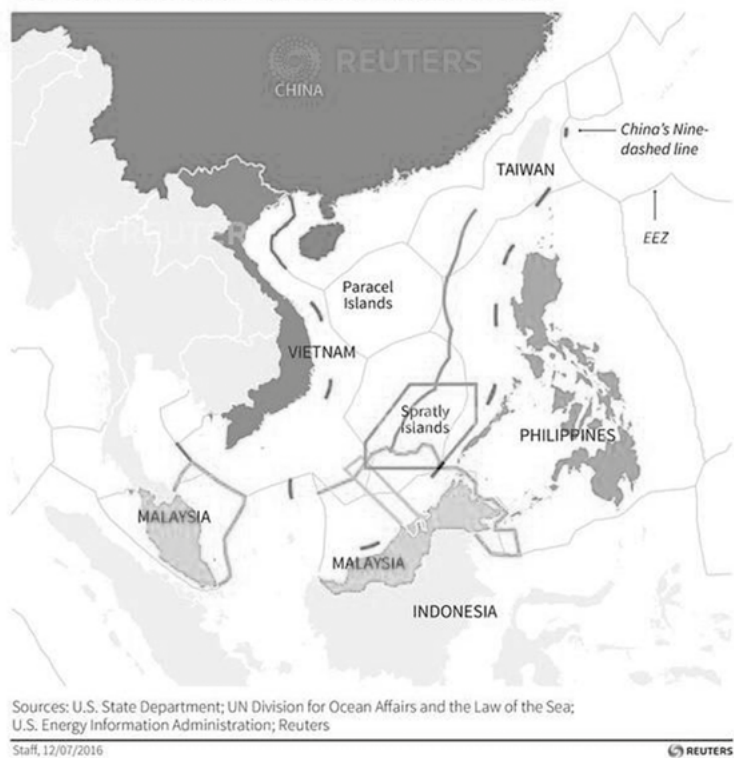 REUTERS
CHINA
China's Nine-
dashed line
TAIWAN
EEZ
REUTER
Paracel
Islands
VIETNAM
Spratly
Islands
PHILIPPINES
MALAYSIA
MALAYSIA
INDONESIA
Sources: U.S. State Department; UN Division for Ocean Affairs and the Law of the Sea;
U.S. Energy Information Administration; Reuters
Staff, 12/07/2016
REUTERS